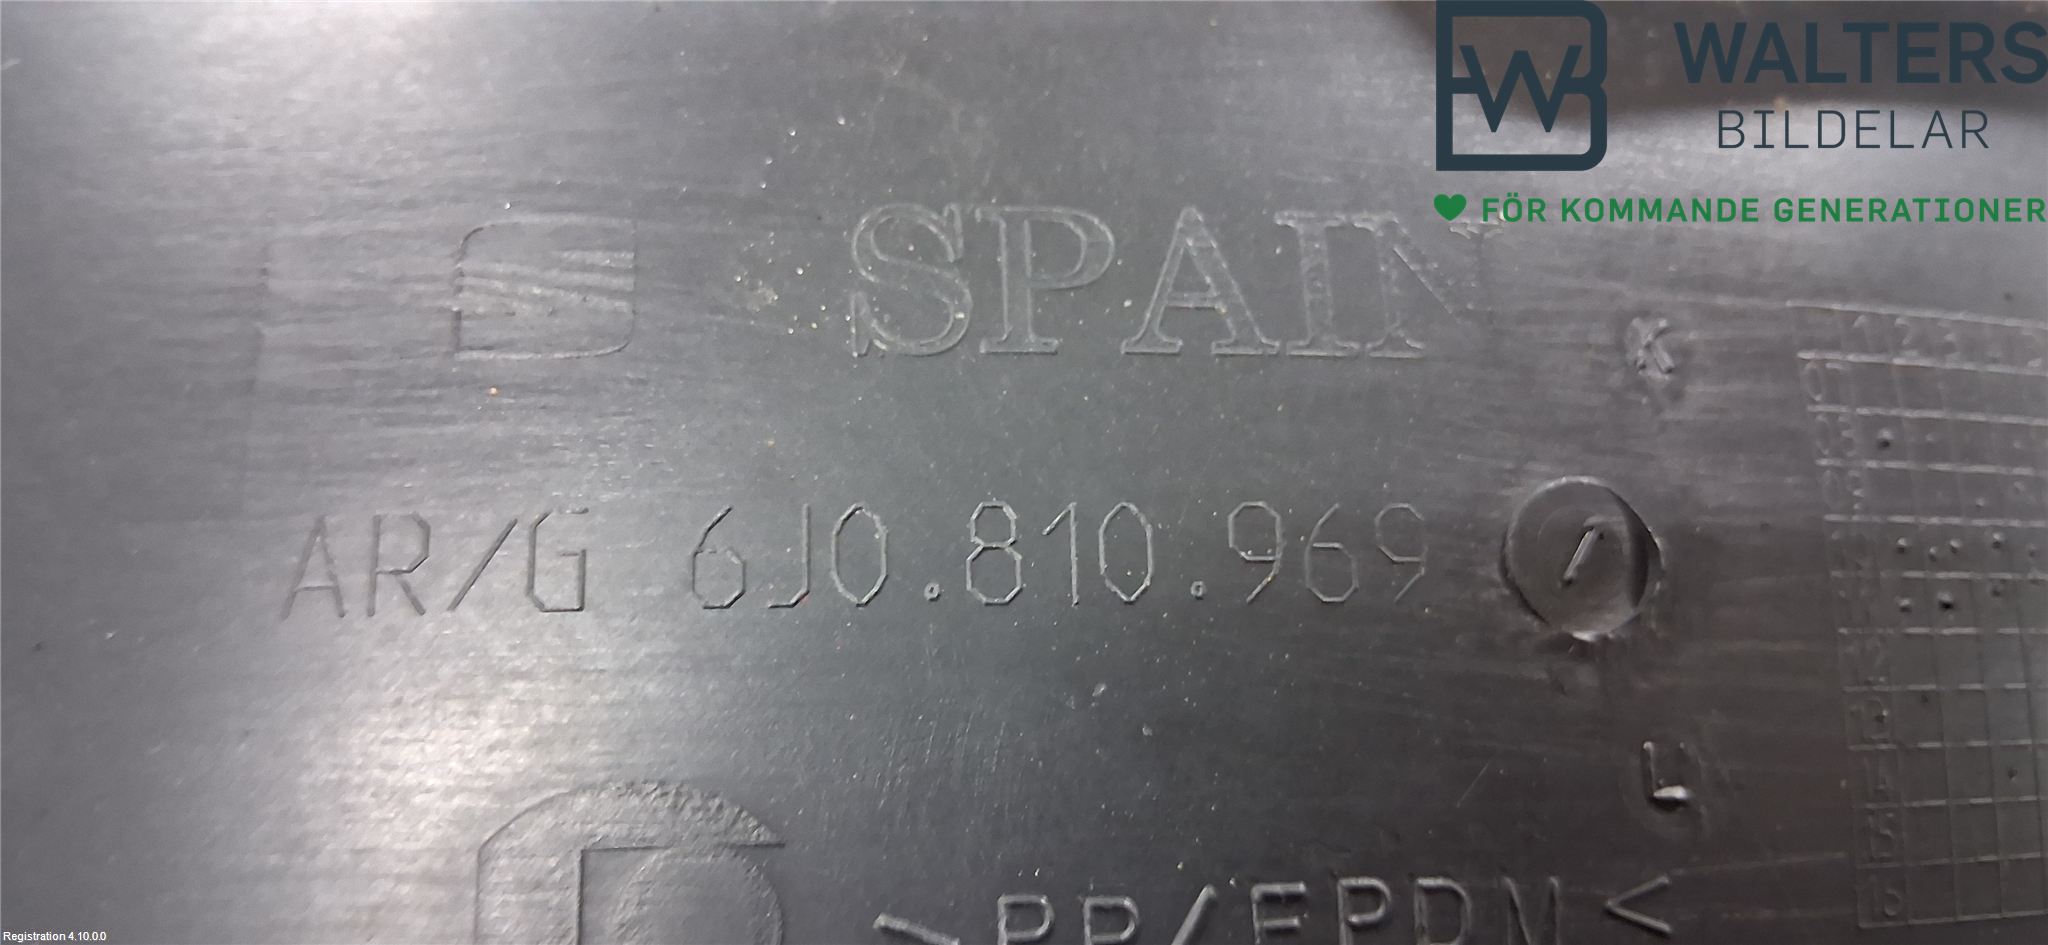 WALTERS
BILDELAR
FÖR KOMMANDE GENERATIONER
SPAIN
K
AR/G 6J0.810.969
L
>PP/EPDM<
Registration 4.10.0.0